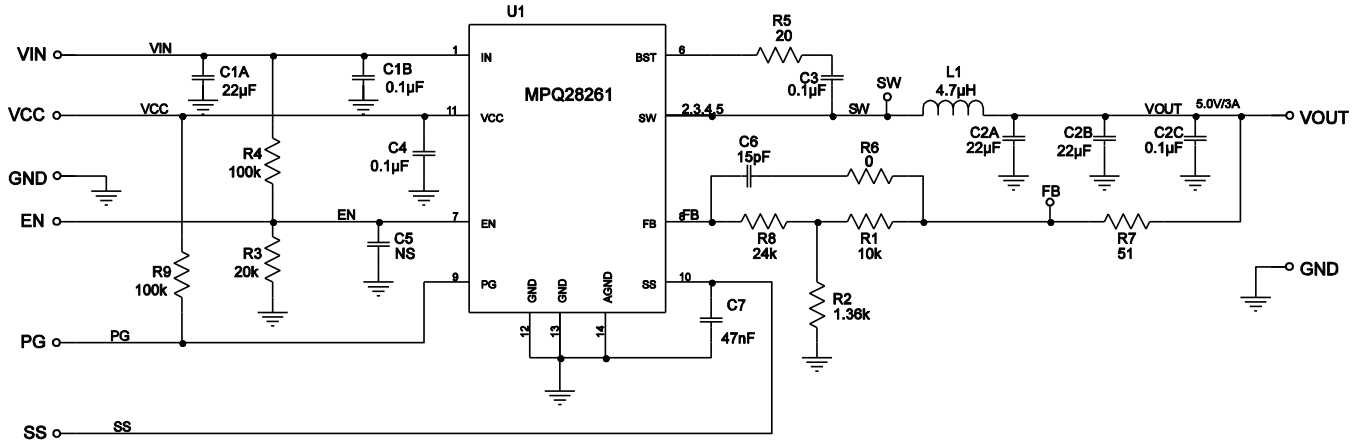 U1
VIN
VIN
1
IN
C1A
22µF
C1B
0.1µF
MPQ28261
BST
6
R5
20
C3
0.1µF
SW
L1
4.7µH
VCC
VCC
11
VCC
SW
2,3,4,5
SW
VOUT
5.0V/3A
VOUT
C2A
22µF
C2B
22µF
C2C
0.1µF
R4
100k
C4
0.1µF
C6
15pF
R6
0
GND
EN
EN
7
EN
FB
8
FB
FB
C5
NS
R3
20k
R8
24k
R1
10k
R7
51
R9
100k
9
PG
GND
GND
AGND
SS
10
GND
C7
47nF
R2
1.36k
12
13
14
PG
PG
SS
SS